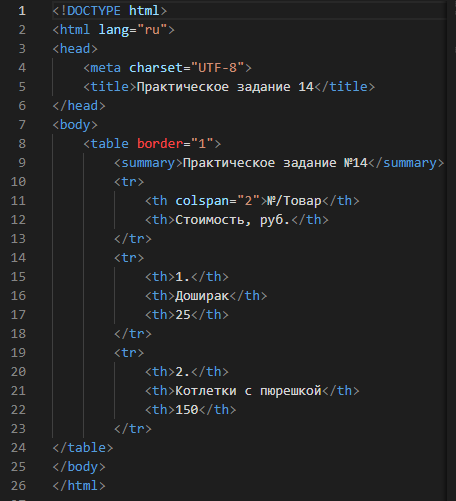 1 <!DOCTYPE html>
2 <html lang="ru">
3 <head>
4 <meta charset="UTF-8">
5 <title>Практическое задание 14</title>
6 </head>
7 <body>
8 <table border="1">
9 <summary>Практическое задание №14</summary>
10 <tr>
11 <th colspan="2">№/Товар</th>
12 <th>Стоимость, руб.</th>
13 </tr>
14 <tr>
15 <th>1.</th>
16 <th>Доширак</th>
17 <th>25</th>
18 </tr>
19 <tr>
20 <th>2.</th>
21 <th>Котлетки с пюрешкой</th>
22 <th>150</th>
23 </tr>
24 </table>
25 </body>
26 </html>